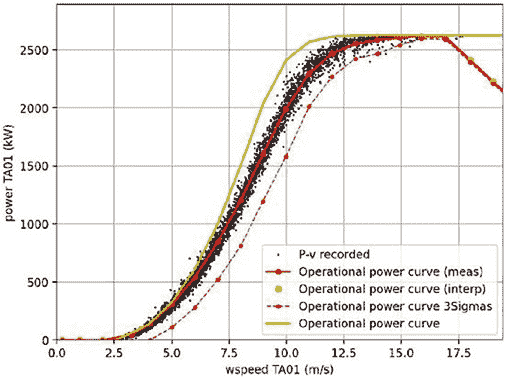 power TA01 (kW)
2500
2000
1500
1000
500
0
P-v recorded
Operational power curve (meas)
Operational power curve (interp)
Operational power curve 3Sigmas
Operational power curve
0.0 2.5 5.0 7.5 10.0 12.5 15.0 17.5
wspeed TA01 (m/s)